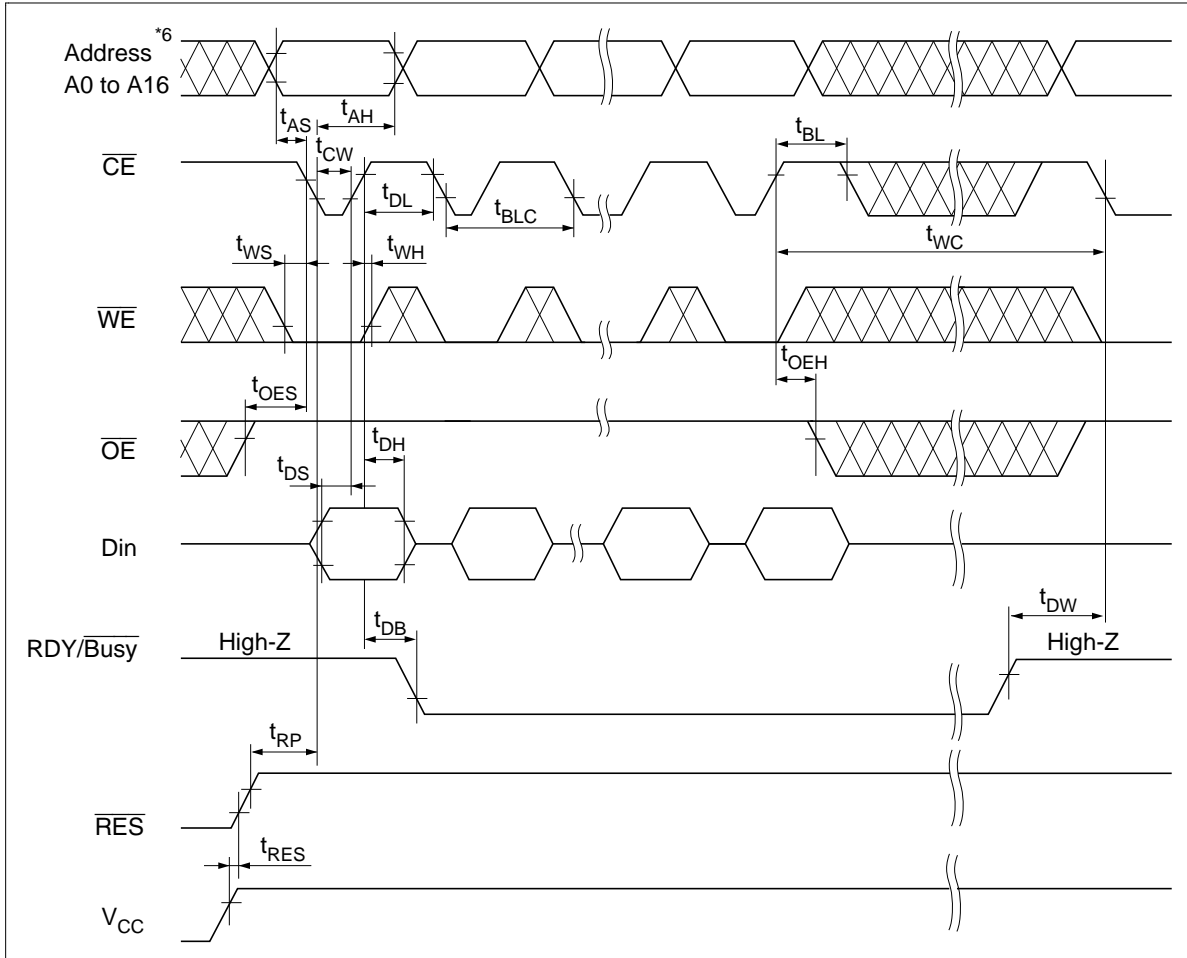 Address *6
A0 to A16
tAS
tAH
tBL
CE
tCW
tDL
tBLC
tWC
tWS
tWH
WE
tOEH
tOES
OE
tDH
tDS
Din
tDB
tDW
RDY/Busy
High-Z
High-Z
tRP
RES
tRES
VCC